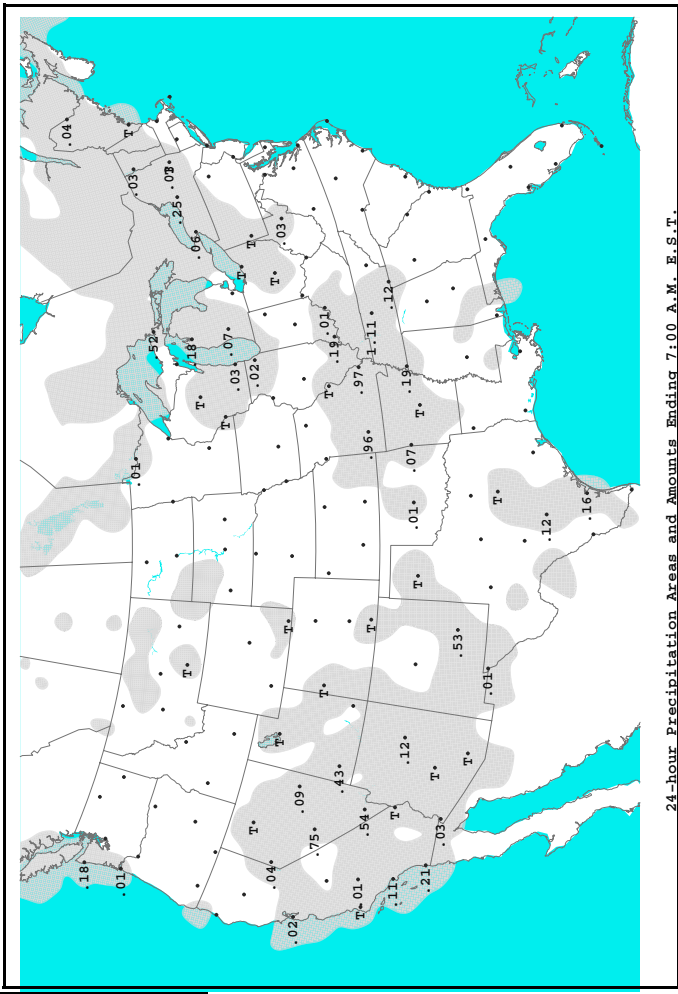 .04
.18
.01
T
.03
.01
.52
.25
T
.18
.06
T
T
.07
.03
T
T
T
.02
.04
T
T
.03
T
.02
.09
.75
T
.01
T
.19
.43
.97
.01
T
.54
.96
T
1.11
.12
.11
T
.12
.19
.07
.01
T
T
.21
T
.03
.53
T
.01
T
.12
.16
24-hour Precipitation Areas and Amounts Ending 7:00 A.M. E.S.T.